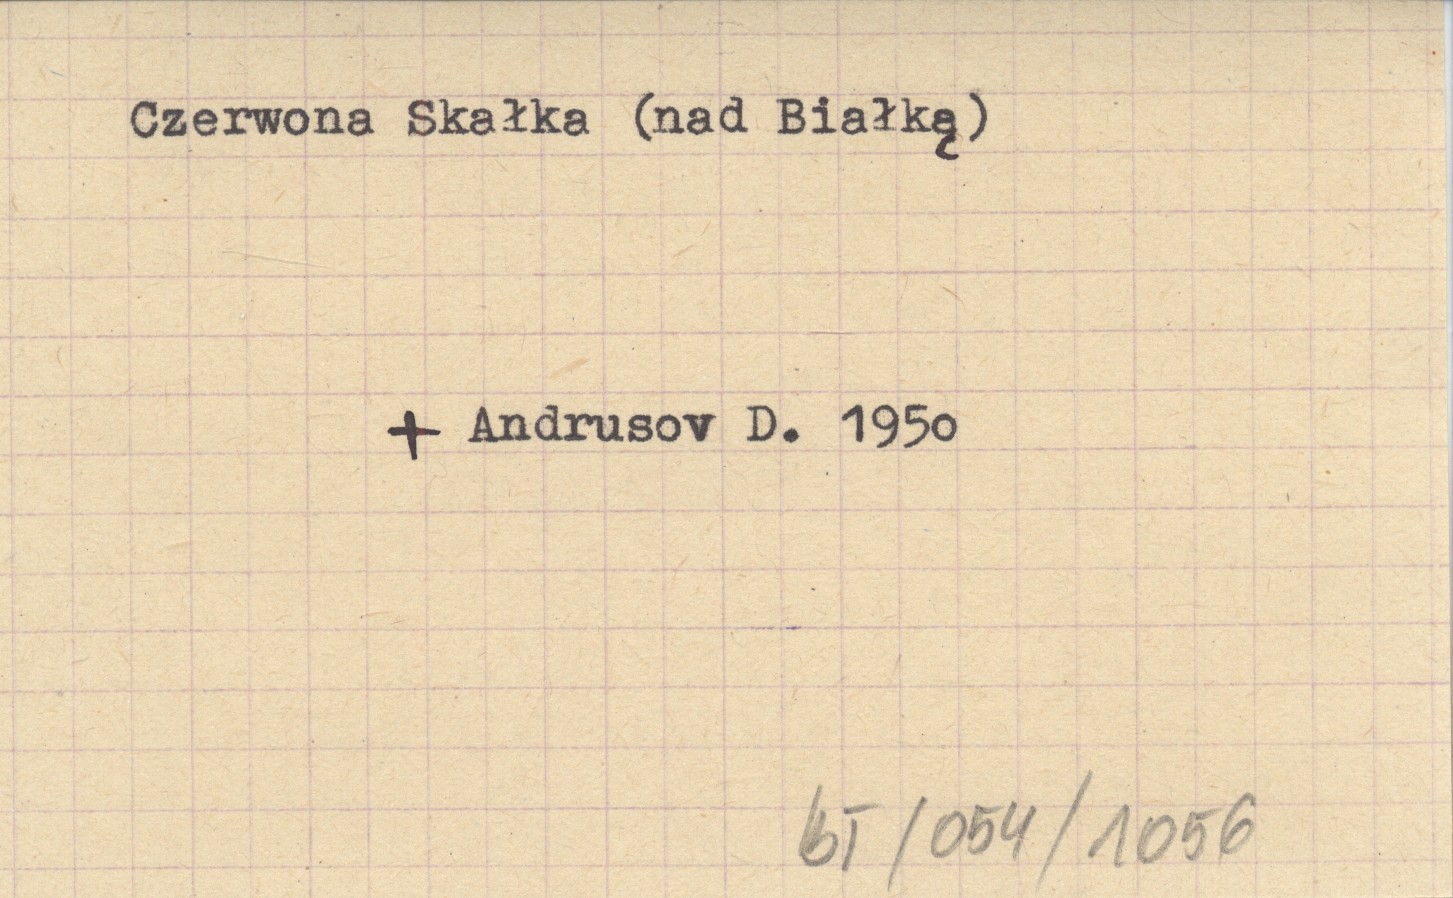 Czerwona Skałka (nad Białką)
+ Andrusov D. 1950
bT/054/1056